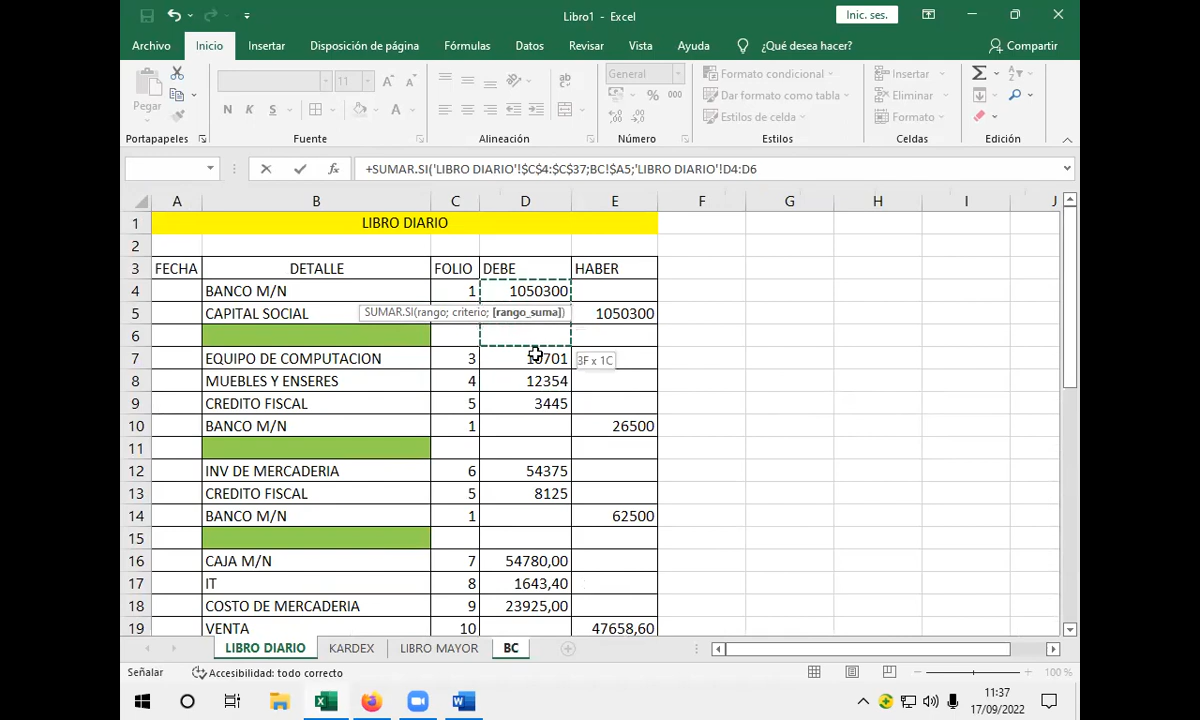 Libro1 - Excel
Inic. ses.
Archivo Inicio Insertar Disposición de página Fórmulas Datos Revisar Vista Ayuda ¿Qué desea hacer? Compartir
Pegar
11
N K S
General
% 000
Formato condicional
Dar formato como tabla
Estilos de celda
Insertar
Eliminar
Formato
Portapapeles Fuente Alineación Número Estilos Celdas Edición
fx +SUMAR.SI('LIBRO DIARIO'!$C$4:$C$37;BC!$A5;'LIBRO DIARIO'!D4:D6
A B C D E F G H I J
1 LIBRO DIARIO
2
3 FECHA DETALLE FOLIO DEBE HABER
4 BANCO M/N 1 1050300
5 CAPITAL SOCIAL 1050300
SUMAR.SI(rango; criterio; [rango_suma])
6
7 EQUIPO DE COMPUTACION 3 10701
3F x 1C
8 MUEBLES Y ENSERES 4 12354
9 CREDITO FISCAL 5 3445
10 BANCO M/N 1 26500
11
12 INV DE MERCADERIA 6 54375
13 CREDITO FISCAL 5 8125
14 BANCO M/N 1 62500
15
16 CAJA M/N 7 54780,00
17 IT 8 1643,40
18 COSTO DE MERCADERIA 9 23925,00
19 VENTA 10 47658,60
LIBRO DIARIO KARDEX LIBRO MAYOR BC
Señalar Accesibilidad: todo correcto 100 %
11:37
17/09/2022